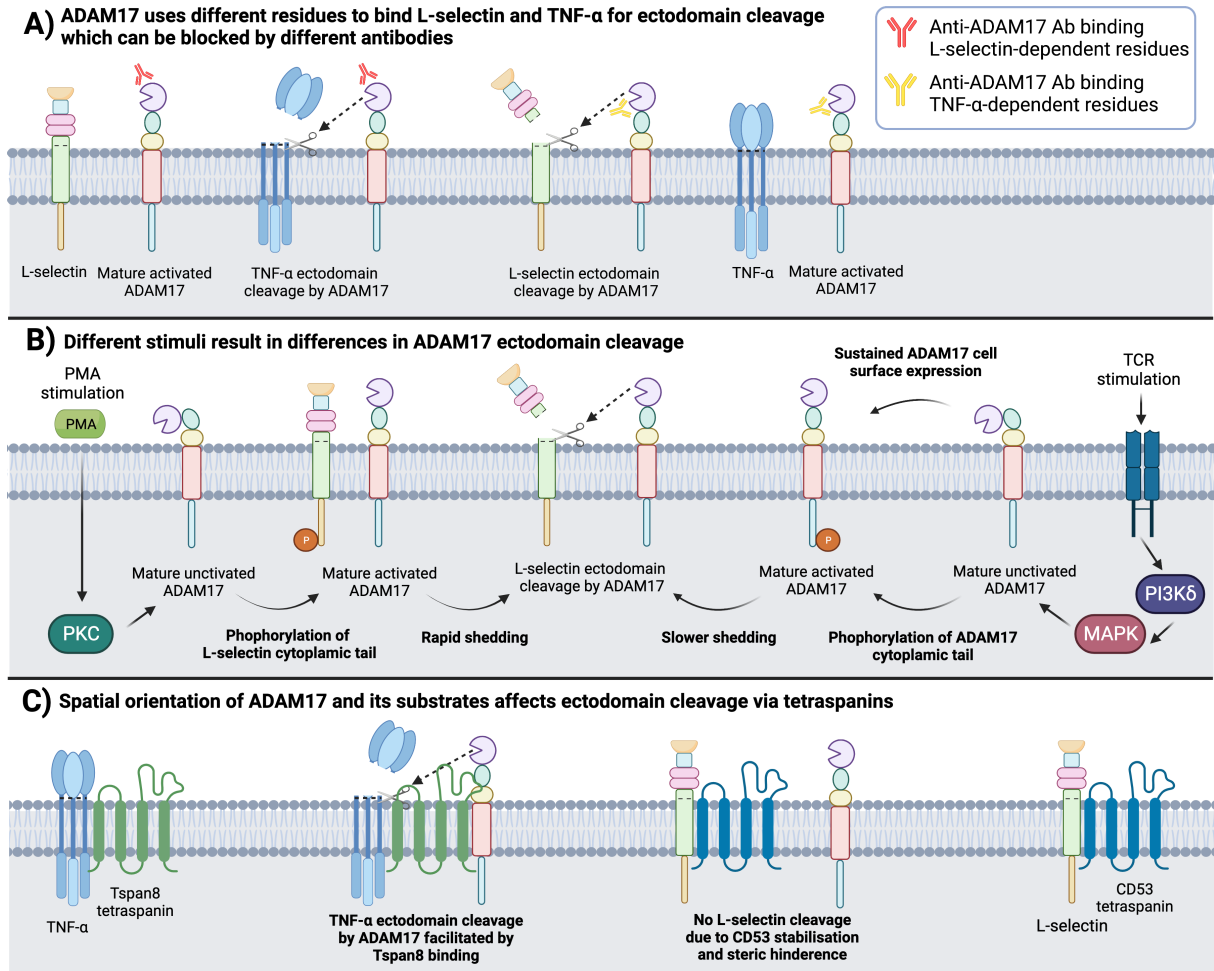 A) ADAM17 uses different residues to bind L-selectin and TNF-α for ectodomain cleavage
which can be blocked by different antibodies
Anti-ADAM17 Ab binding
L-selectin-dependent residues
Anti-ADAM17 Ab binding
TNF-α-dependent residues
L-selectin
Mature activated
ADAM17
TNF-α ectodomain
cleavage by ADAM17
L-selectin ectodomain
cleavage by ADAM17
TNF-α
Mature activated
ADAM17
B) Different stimuli result in differences in ADAM17 ectodomain cleavage
PMA
stimulation
PMA
Sustained ADAM17 cell
surface expression
TCR
stimulation
P
P
Mature unctivated
ADAM17
Mature activated
ADAM17
L-selectin ectodomain
cleavage by ADAM17
Mature activated
ADAM17
Mature unctivated
ADAM17
PI3Kδ
PKC
MAPK
Phophorylation of
L-selectin cytoplamic tail
Rapid shedding
Slower shedding
Phophorylation of ADAM17
cytoplamic tail
C) Spatial orientation of ADAM17 and its substrates affects ectodomain cleavage via tetraspanins
TNF-α
Tspan8
tetraspanin
TNF-α ectodomain cleavage
by ADAM17 facilitated by
Tspan8 binding
No L-selectin cleavage
due to CD53 stabilisation
and steric hinderence
L-selectin
CD53
tetraspanin